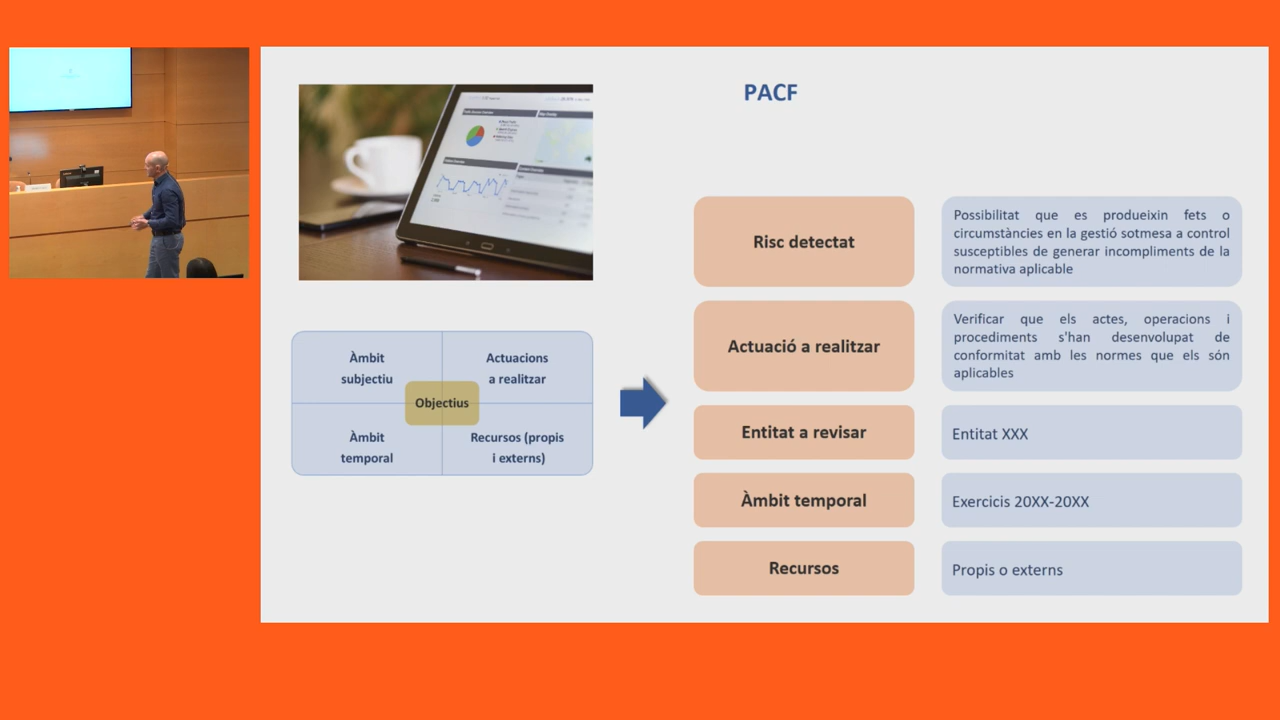 PACF
Àmbit
subjectiu
Actuacions
a realitzar
Objectius
Àmbit
temporal
Recursos (propis
i externs)
Risc detectat
Possibilitat que es produeixin fets o
circumstàncies en la gestió sotmesa a control
susceptibles de generar incompliments de la
normativa aplicable
Actuació a realitzar
Verificar que els actes, operacions i
procediments s'han desenvolupat de
conformitat amb les normes que els són
aplicables
Entitat a revisar
Entitat XXX
Àmbit temporal
Exercicis 20XX-20XX
Recursos
Propis o externs